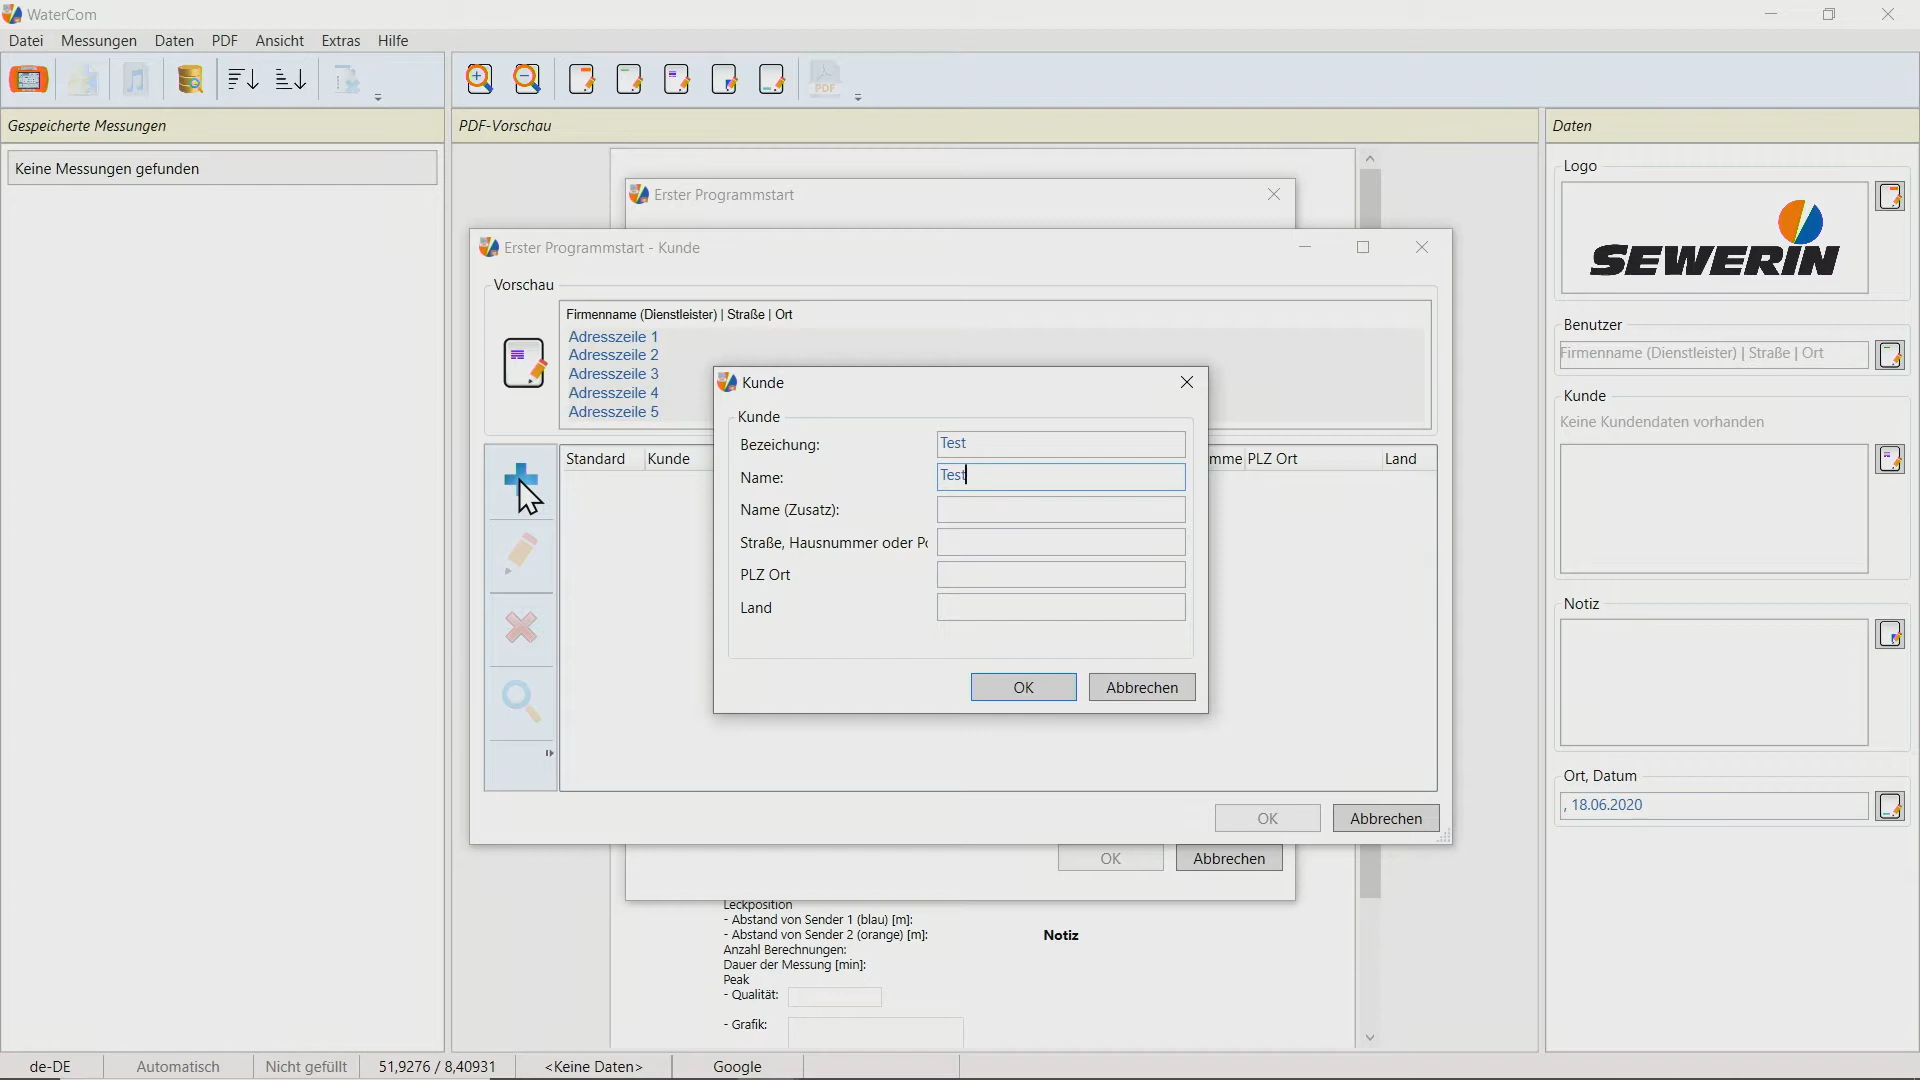 WaterCom
Datei Messungen Daten PDF Ansicht Extras Hilfe
PDF
Gespeicherte Messungen
PDF-Vorschau
Daten
Keine Messungen gefunden
Erster Programmstart
Erster Programmstart - Kunde
Vorschau
Firmenname (Dienstleister) | Straße | Ort
Adresszeile 1
Adresszeile 2
Adresszeile 3
Adresszeile 4
Adresszeile 5
Standard Kunde mme PLZ Ort Land
Kunde
Kunde
Bezeichung: Test
Name: Test
Name (Zusatz):
Straße, Hausnummer oder Po
PLZ Ort
Land
OK Abbrechen
OK Abbrechen
OK Abbrechen
Leckposition
- Abstand von Sender 1 (blau) [m]:
- Abstand von Sender 2 (orange) [m]:
Anzahl Berechnungen:
Dauer der Messung [min]:
Peak
- Qualität:
- Grafik:
Notiz
Logo
SEWERIN
Benutzer
Firmenname (Dienstleister) | Straße | Ort
Kunde
Keine Kundendaten vorhanden
Notiz
Ort, Datum
, 18.06.2020
de-DE Automatisch Nicht gefüllt 51,9276 / 8,40931 <Keine Daten> Google